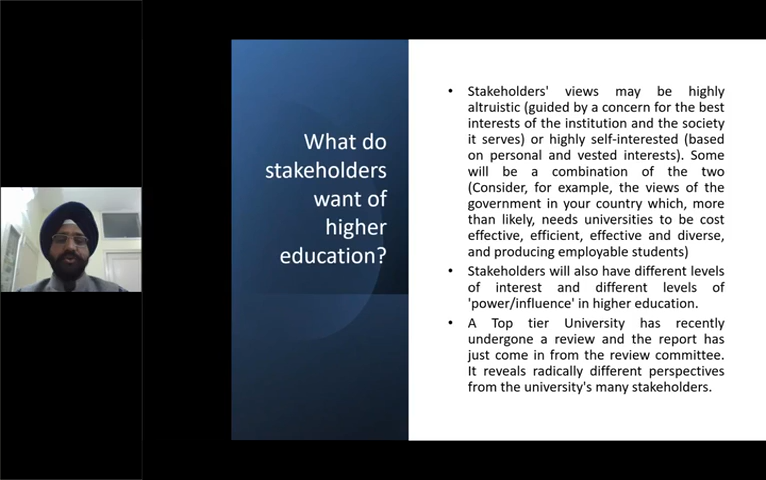 What do
stakeholders
want of
higher
education?
• Stakeholders' views may be highly
altruistic (guided by a concern for the best
interests of the institution and the society
it serves) or highly self-interested (based
on personal and vested interests). Some
will be a combination of the two
(Consider, for example, the views of the
government in your country which, more
than likely, needs universities to be cost
effective, efficient, effective and diverse,
and producing employable students)
• Stakeholders will also have different levels
of interest and different levels of
'power/influence' in higher education.
• A Top tier University has recently
undergone a review and the report has
just come in from the review committee.
It reveals radically different perspectives
from the university's many stakeholders.